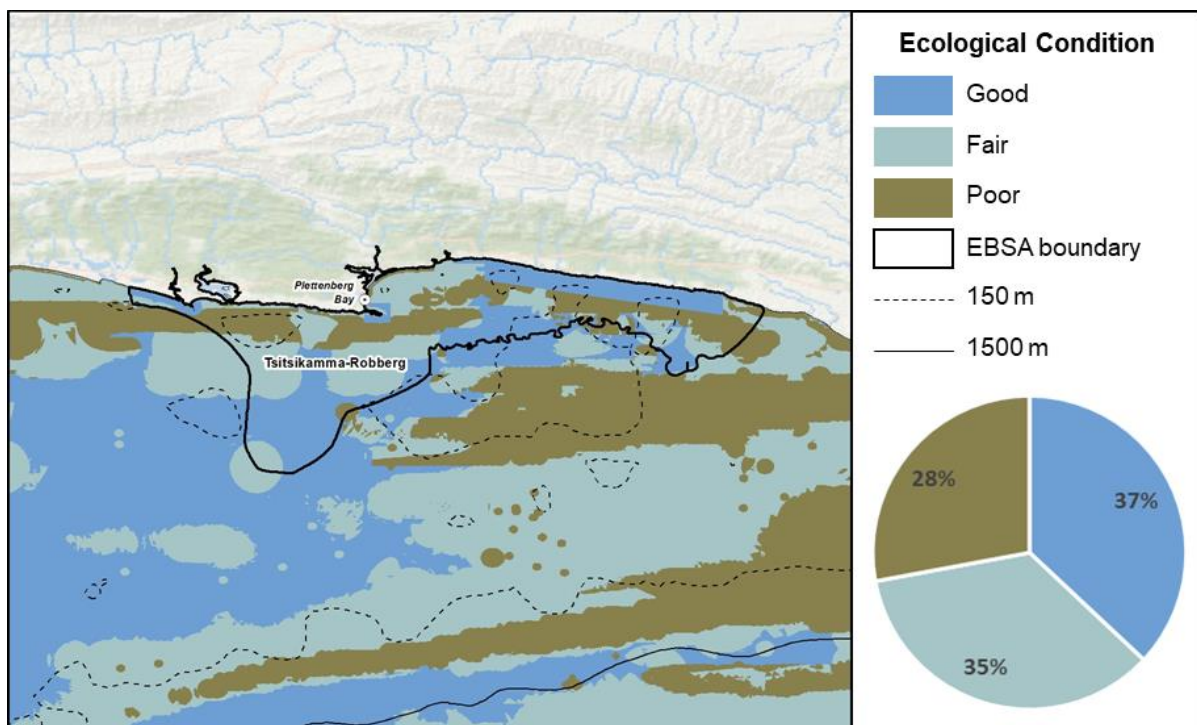 Plettenberg
Bay
Tsitsikamma-Robberg
Ecological Condition
Good
Fair
Poor
EBSA boundary
150 m
1500 m
28%
37%
35%